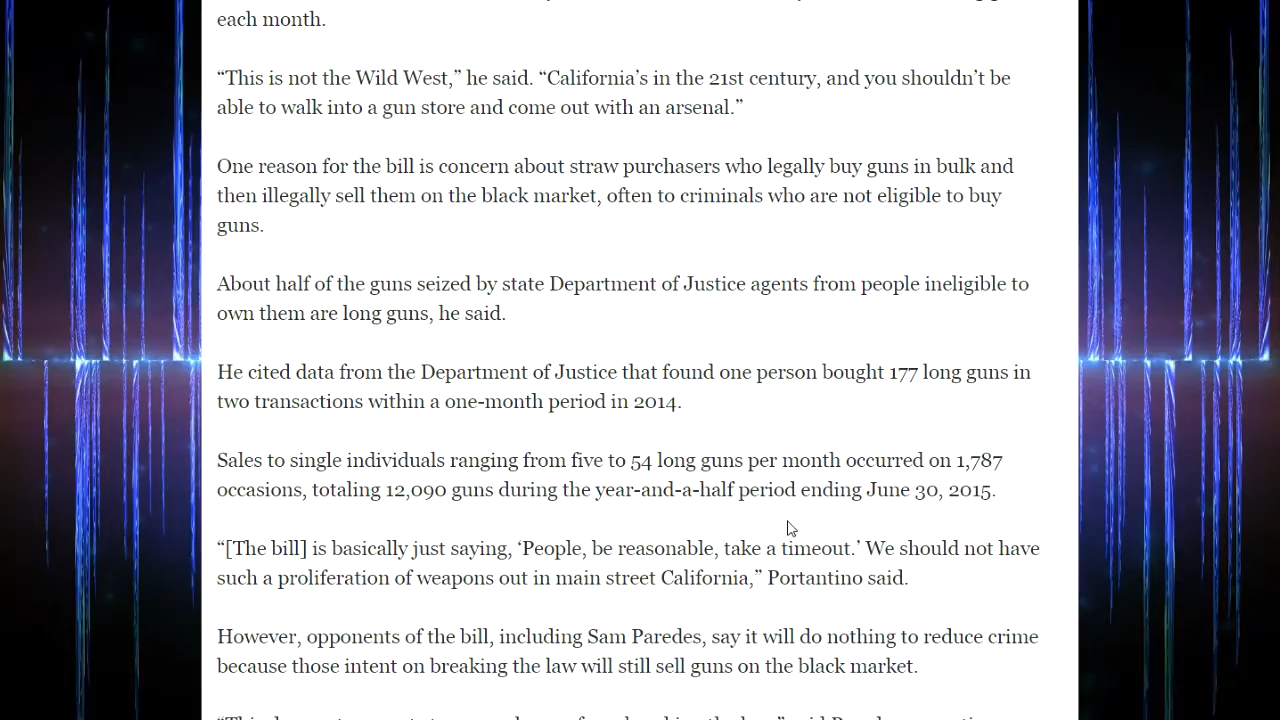 each month.
“This is not the Wild West,” he said. “California’s in the 21st century, and you shouldn’t be
able to walk into a gun store and come out with an arsenal.”
One reason for the bill is concern about straw purchasers who legally buy guns in bulk and
then illegally sell them on the black market, often to criminals who are not eligible to buy
guns.
About half of the guns seized by state Department of Justice agents from people ineligible to
own them are long guns, he said.
He cited data from the Department of Justice that found one person bought 177 long guns in
two transactions within a one-month period in 2014.
Sales to single individuals ranging from five to 54 long guns per month occurred on 1,787
occasions, totaling 12,090 guns during the year-and-a-half period ending June 30, 2015.
“[The bill] is basically just saying, ‘People, be reasonable, take a timeout.’ We should not have
such a proliferation of weapons out in main street California,” Portantino said.
However, opponents of the bill, including Sam Paredes, say it will do nothing to reduce crime
because those intent on breaking the law will still sell guns on the black market.